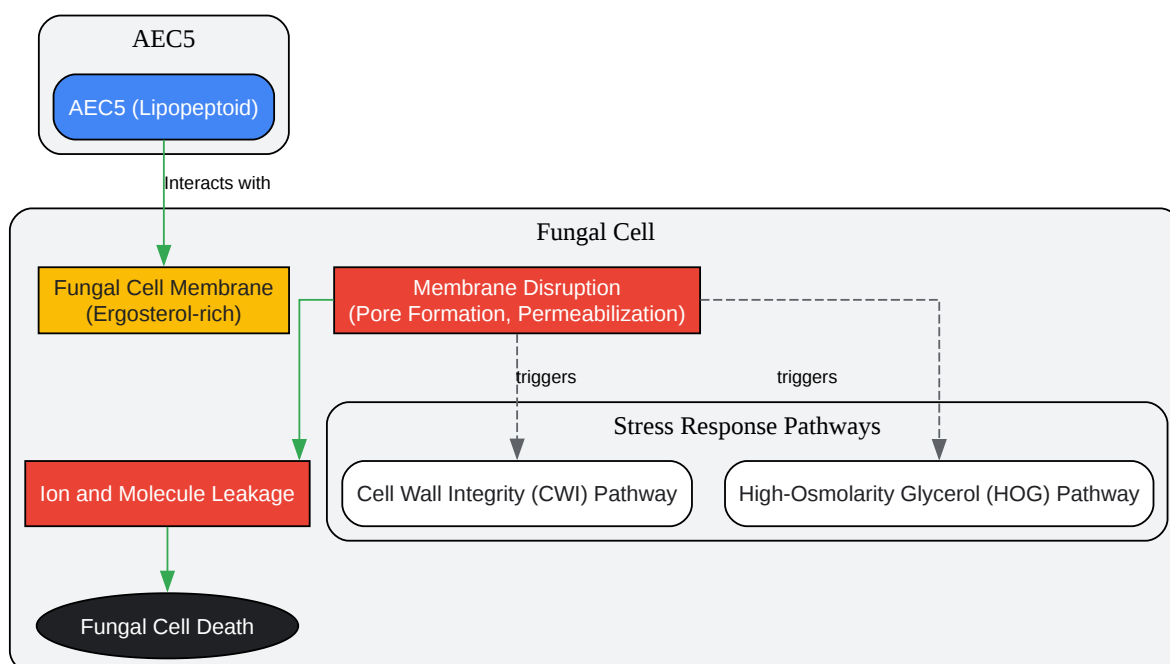 AEC5
AEC5 (Lipopeptoid)
Interacts with
Fungal Cell
Fungal Cell Membrane
(Ergosterol-rich)
Membrane Disruption
(Pore Formation, Permeabilization)
triggers
triggers
Stress Response Pathways
Ion and Molecule Leakage
Cell Wall Integrity (CWI) Pathway
High-Osmolarity Glycerol (HOG) Pathway
Fungal Cell Death